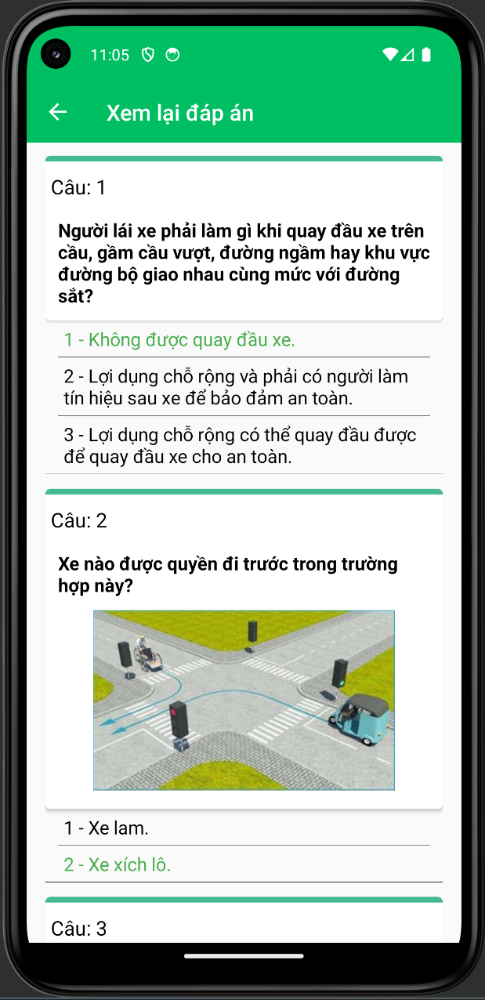 11:05
Xem lại đáp án
Câu: 1
Người lái xe phải làm gì khi quay đầu xe trên
cầu, gầm cầu vượt, đường ngầm hay khu vực
đường bộ giao nhau cùng mức với đường
sắt?
1 - Không được quay đầu xe.
2 - Lợi dụng chỗ rộng và phải có người làm
tín hiệu sau xe để bảo đảm an toàn.
3 - Lợi dụng chỗ rộng có thể quay đầu được
để quay đầu xe cho an toàn.
Câu: 2
Xe nào được quyền đi trước trong trường
hợp này?
1 - Xe lam.
2 - Xe xích lô.
Câu: 3